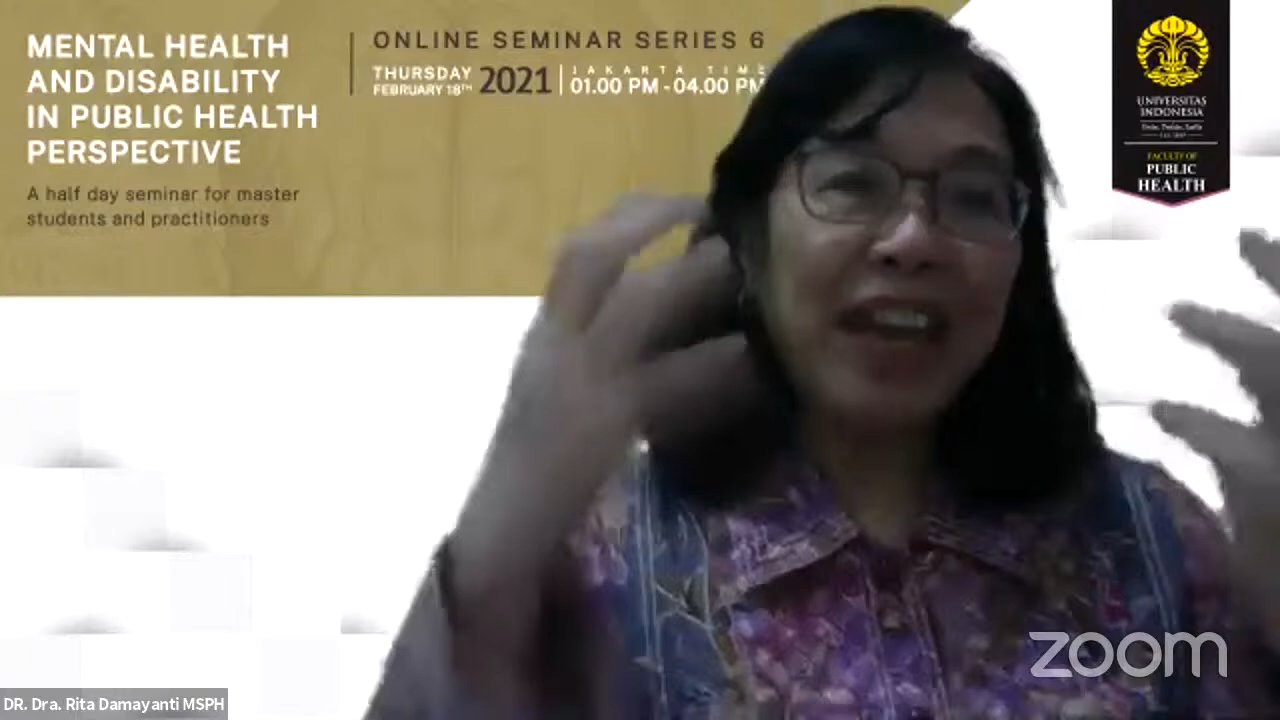 MENTAL HEALTH
AND DISABILITY
IN PUBLIC HEALTH
PERSPECTIVE
A half day seminar for master
students and practitioners
ONLINE SEMINAR SERIES 6
THURSDAY
FEBRUARY 18TH
2021
JAKARTA TIME
01.00 PM - 04.00 PM
UNIVERSITAS
INDONESIA
FACULTY OF
PUBLIC
HEALTH
zoom
DR. Dra. Rita Damayanti MSPH